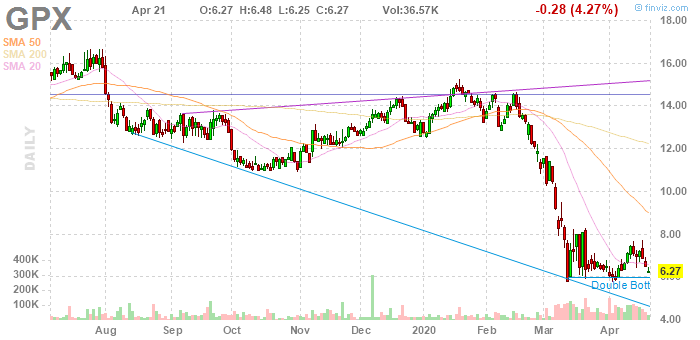 GPX Apr 21 O:6.27 H:6.48 L:6.25 C:6.27 Vol:36.57K -0.28 (4.27%)
© finviz.com
SMA 50
SMA 200
SMA 20
DAILY
18.00
16.00
14.00
12.00
10.00
8.00
6.27
4.00
400K
300K
200K
100K
Double Bott
Aug Sep Oct Nov Dec 2020 Feb Mar Apr